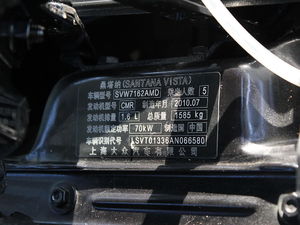 桑塔纳(SANTANA VISTA)
车辆型号 SVW7162AMD 乘坐人数 5
发动机型号 CMR 制造年月 2010.07
发动机排量 1.6 L 总质量 1585 kg
发动机额定功率 70kW 制造国 中国
车辆识别代号 LSVT01336AN066580
上海大众汽车有限公司